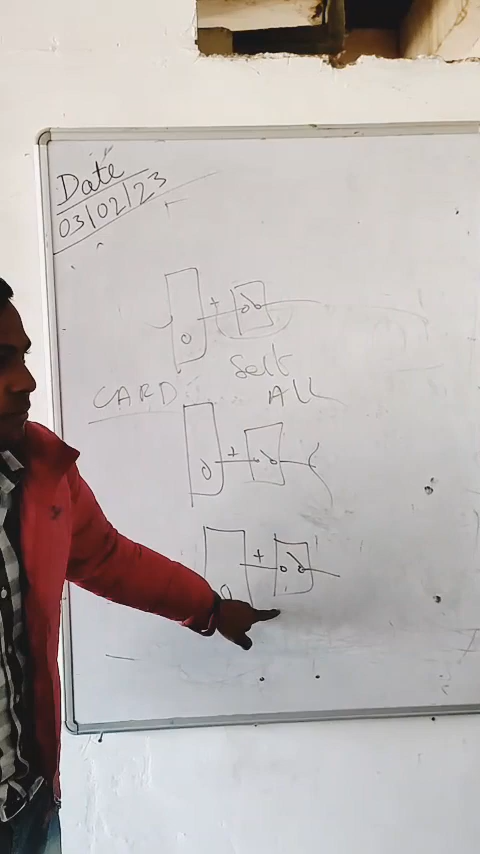 Date
03/02/23
+
Self
CARD
All
+
+